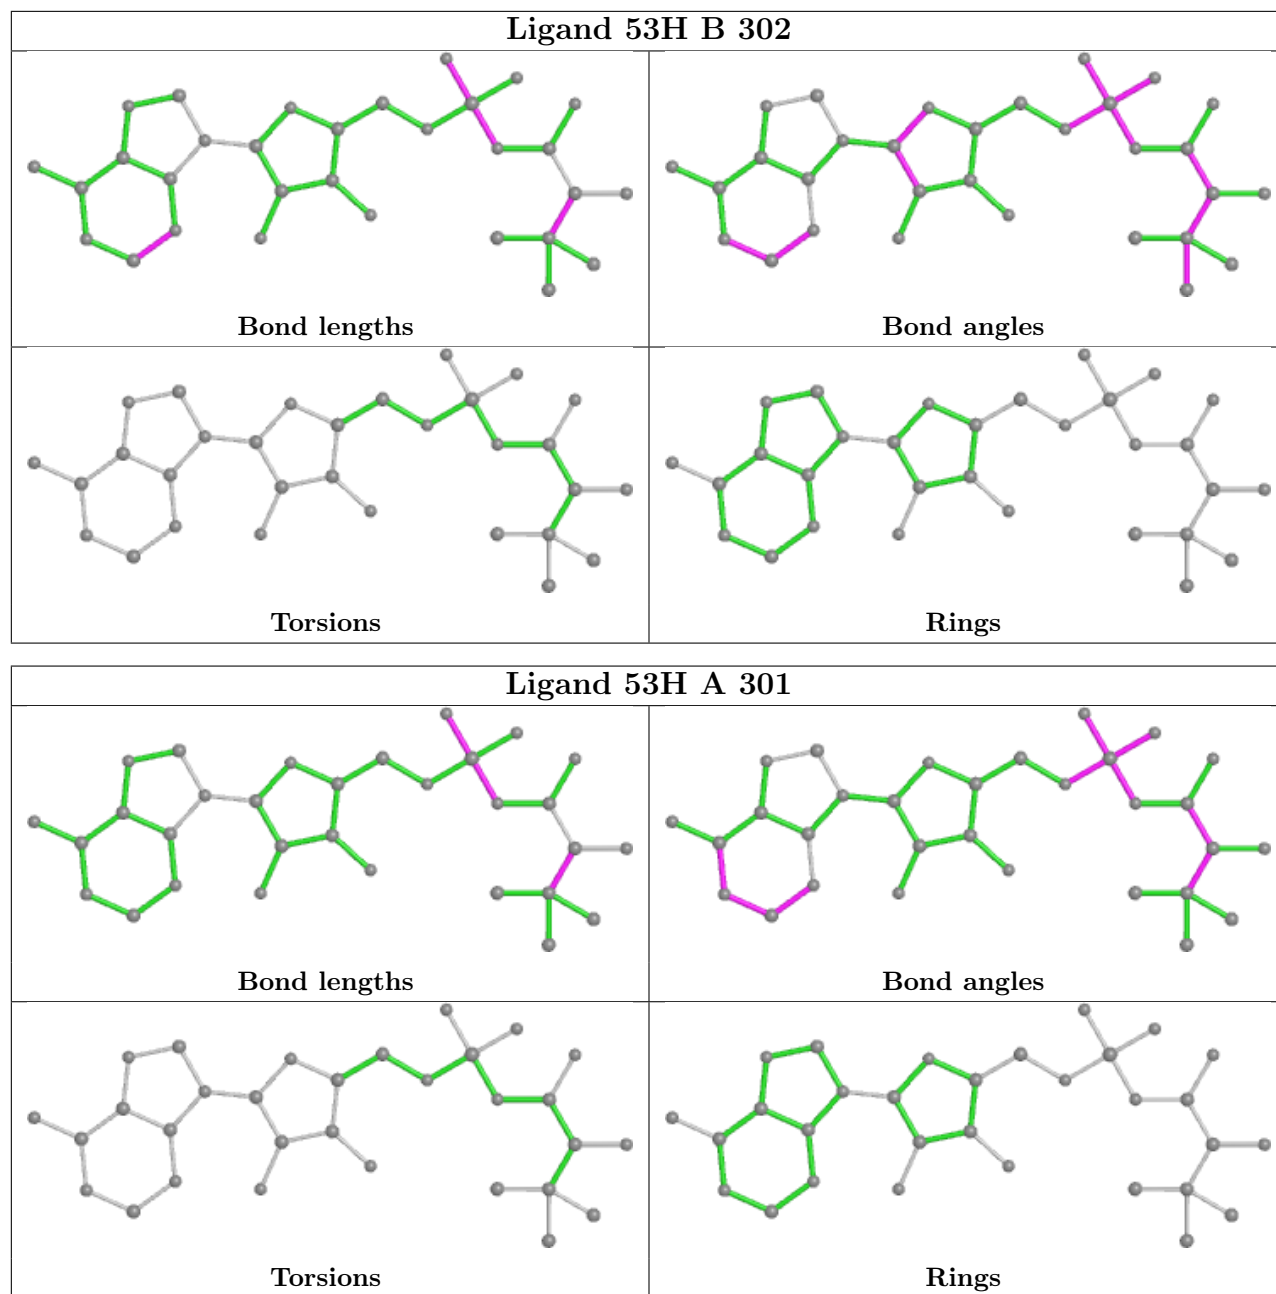 Ligand 53H B 302
Bond lengths
Bond angles
Torsions
Rings
Ligand 53H A 301
Bond lengths
Bond angles
Torsions
Rings